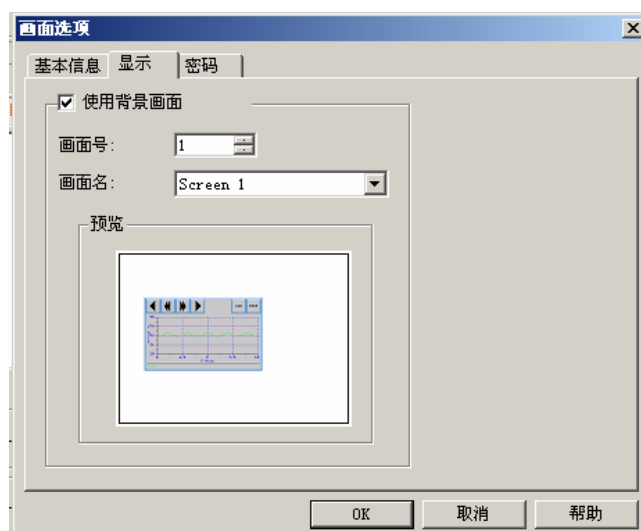 画面选项
基本信息 显示 密码
使用背景画面
画面号: 1
画面名: Screen 1
预览
OK 取消 帮助